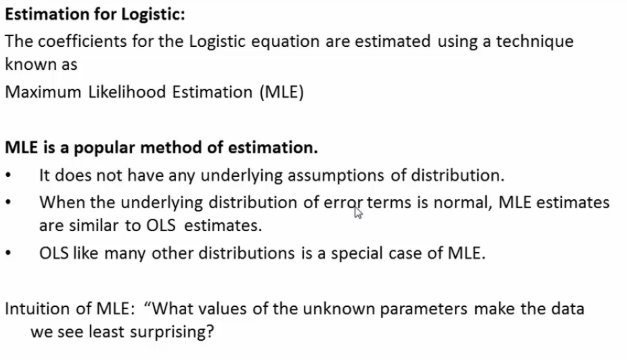 Estimation for Logistic:
The coefficients for the Logistic equation are estimated using a technique
known as
Maximum Likelihood Estimation (MLE)
MLE is a popular method of estimation.
• It does not have any underlying assumptions of distribution.
• When the underlying distribution of error terms is normal, MLE estimates
are similar to OLS estimates.
• OLS like many other distributions is a special case of MLE.
Intuition of MLE: “What values of the unknown parameters make the data
we see least surprising?